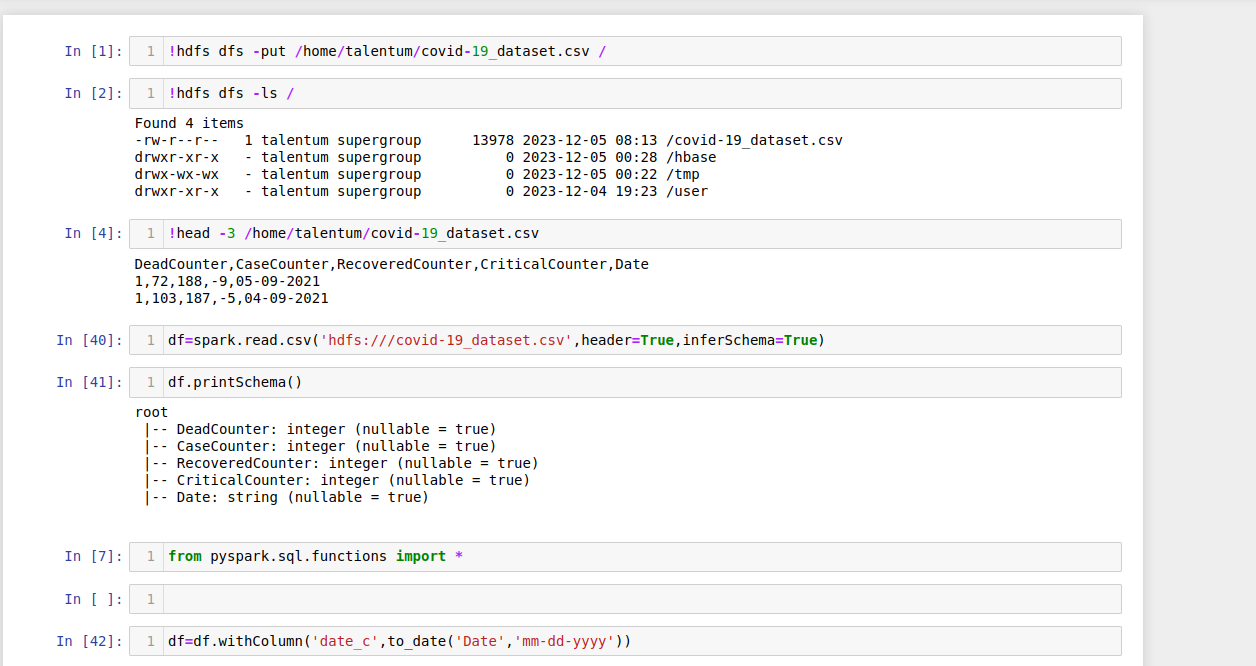 In [1]: 1 !hdfs dfs -put /home/talentum/covid-19_dataset.csv /
In [2]: 1 !hdfs dfs -ls /
Found 4 items
-rw-r--r--   1 talentum supergroup      13978 2023-12-05 08:13 /covid-19_dataset.csv
drwxr-xr-x   - talentum supergroup          0 2023-12-05 00:28 /hbase
drwx-wx-wx   - talentum supergroup          0 2023-12-05 00:22 /tmp
drwxr-xr-x   - talentum supergroup          0 2023-12-04 19:23 /user
In [4]: 1 !head -3 /home/talentum/covid-19_dataset.csv
DeadCounter,CaseCounter,RecoveredCounter,CriticalCounter,Date
1,72,188,-9,05-09-2021
1,103,187,-5,04-09-2021
In [40]: 1 df=spark.read.csv('hdfs:///covid-19_dataset.csv',header=True,inferSchema=True)
In [41]: 1 df.printSchema()
root
 |-- DeadCounter: integer (nullable = true)
 |-- CaseCounter: integer (nullable = true)
 |-- RecoveredCounter: integer (nullable = true)
 |-- CriticalCounter: integer (nullable = true)
 |-- Date: string (nullable = true)
In [7]: 1 from pyspark.sql.functions import *
In [ ]: 1
In [42]: 1 df=df.withColumn('date_c',to_date('Date','mm-dd-yyyy'))